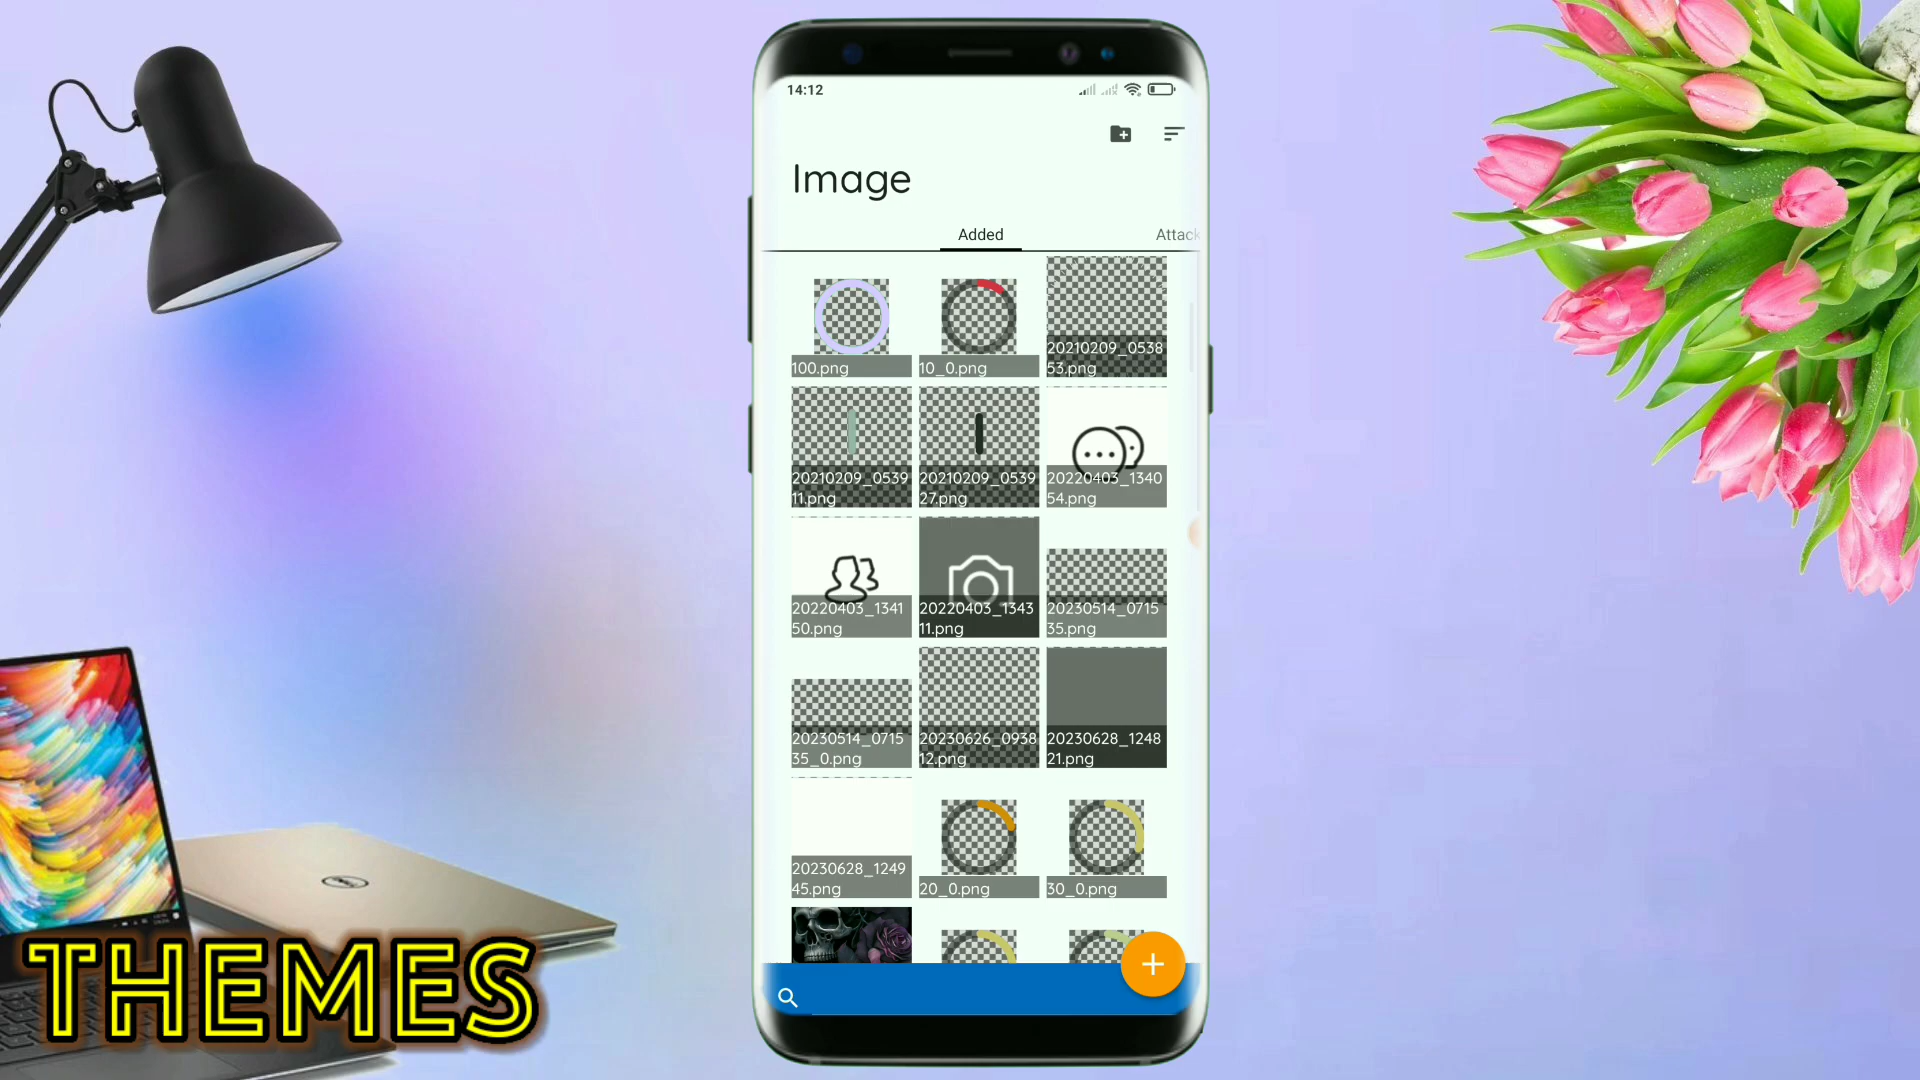 14:12
Image
Added
Attack
100.png
10_0.png
20210209_0538
53.png
20210209_0539
11.png
20210209_0539
27.png
20220403_1340
54.png
20220403_1341
50.png
20220403_1343
11.png
20230514_0715
35.png
20230514_0715
35_0.png
20230626_0938
12.png
20230628_1248
21.png
20230628_1249
45.png
20_0.png
30_0.png
DELL
THEMES